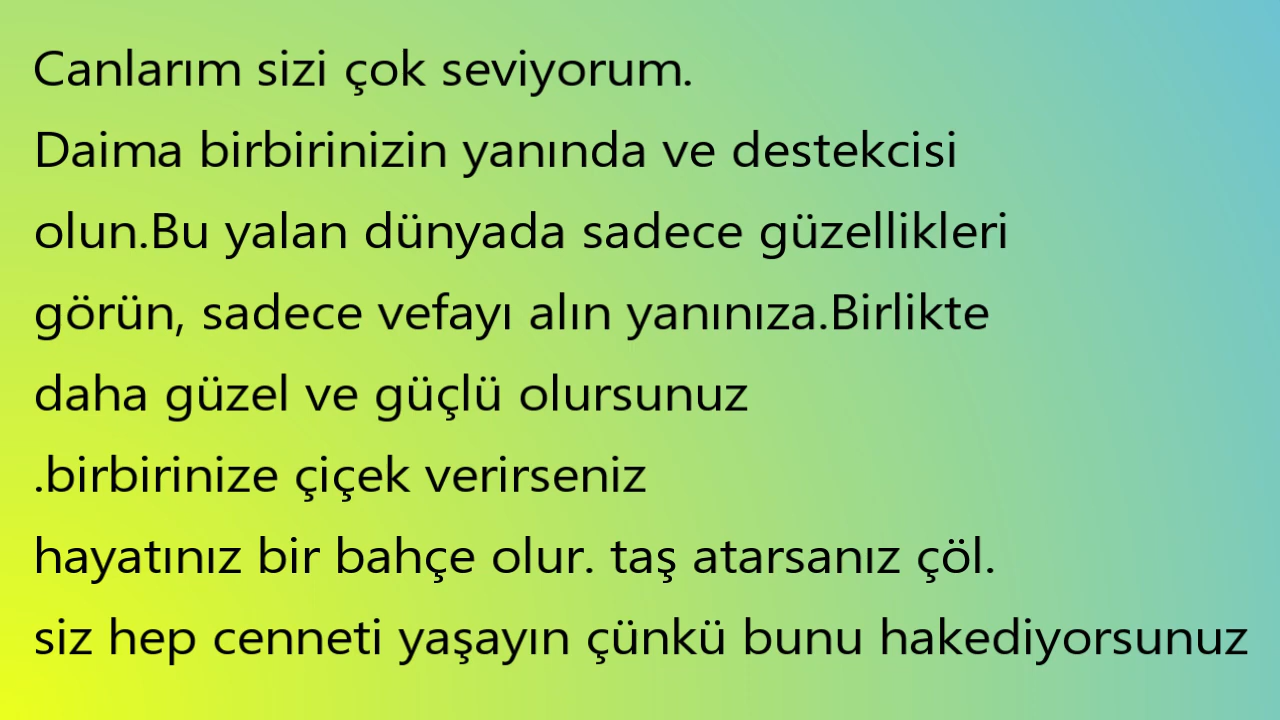 Canlarım sizi çok seviyorum.
Daima birbirinizin yanında ve destekcisi
olun.Bu yalan dünyada sadece güzellikleri
görün, sadece vefayı alın yanınıza.Birlikte
daha güzel ve güçlü olursunuz
.birbirinize çiçek verirseniz
hayatınız bir bahçe olur. taş atarsanız çöl.
siz hep cenneti yaşayın çünkü bunu hakediyorsunuz